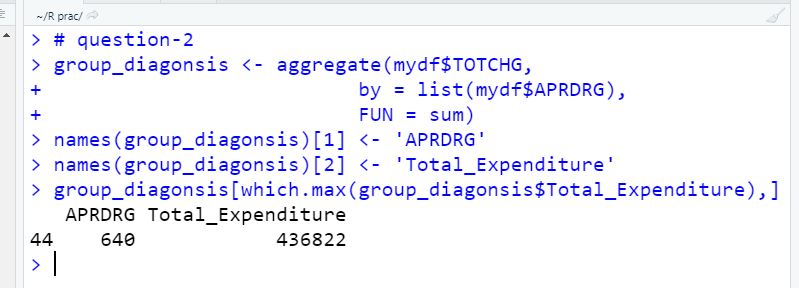 ~/R prac/
> # question-2
> group_diagonsis <- aggregate(mydf$TOTCHG,
+                              by = list(mydf$APRDRG),
+                              FUN = sum)
> names(group_diagonsis)[1] <- 'APRDRG'
> names(group_diagonsis)[2] <- 'Total_Expenditure'
> group_diagonsis[which.max(group_diagonsis$Total_Expenditure),]
   APRDRG Total_Expenditure
44    640            436822
>